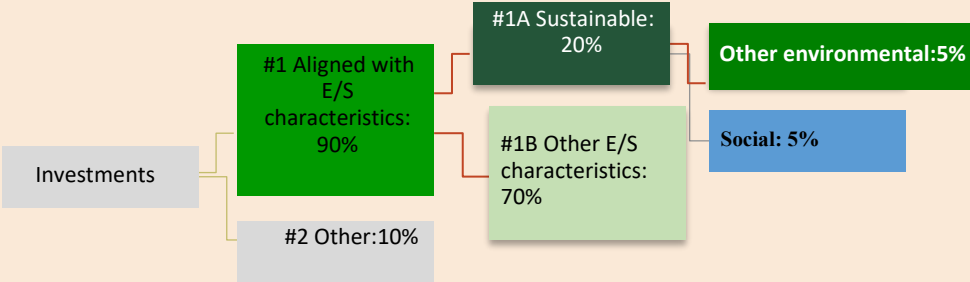 Investments
#1 Aligned with
E/S
characteristics:
90%
#2 Other:10%
#1A Sustainable:
20%
#1B Other E/S
characteristics:
70%
Other environmental:5%
Social: 5%